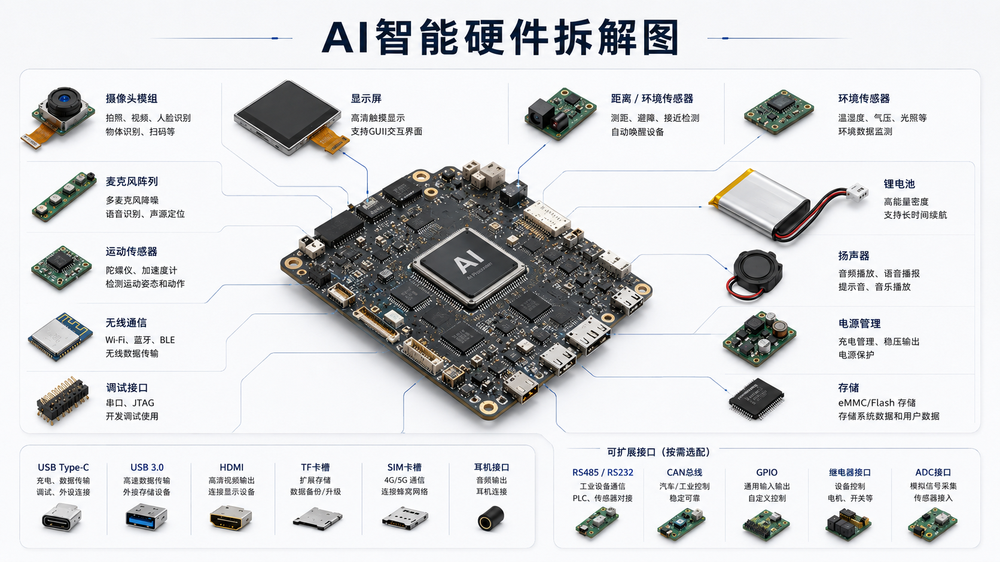 AI智能硬件拆解图
摄像头模组
拍照、视频、人脸识别
物体识别、扫码等
显示屏
高清触摸显示
支持GUII交互界面
距离 / 环境传感器
测距、避障、接近检测
自动唤醒设备
环境传感器
温湿度、气压、光照等
环境数据监测
麦克风阵列
多麦克风降噪
语音识别、声源定位
锂电池
高能量密度
支持长时间续航
运动传感器
陀螺仪、加速度计
检测运动姿态和动作
扬声器
音频播放、语音播报
提示音、音乐播放
AI
无线通信
Wi-Fi、蓝牙、BLE
无线数据传输
电源管理
充电管理、稳压输出
电源保护
调试接口
串口、JTAG
开发调试使用
存储
eMMC/Flash 存储
存储系统数据和用户数据
USB Type-C
充电、数据传输
调试、外设连接
USB 3.0
高速数据传输
外接存储设备
HDMI
高清视频输出
连接显示设备
TF卡槽
扩展存储
数据备份/升级
SIM卡槽
4G/5G 通信
连接蜂窝网络
耳机接口
音频输出
耳机连接
可扩展接口（按需选配）
RS485 / RS232
工业设备通信
PLC、传感器对接
CAN总线
汽车/工业控制
稳定可靠
GPIO
通用输入输出
自定义控制
继电器接口
设备控制
电机、开关等
ADC接口
模拟信号采集
传感器接入